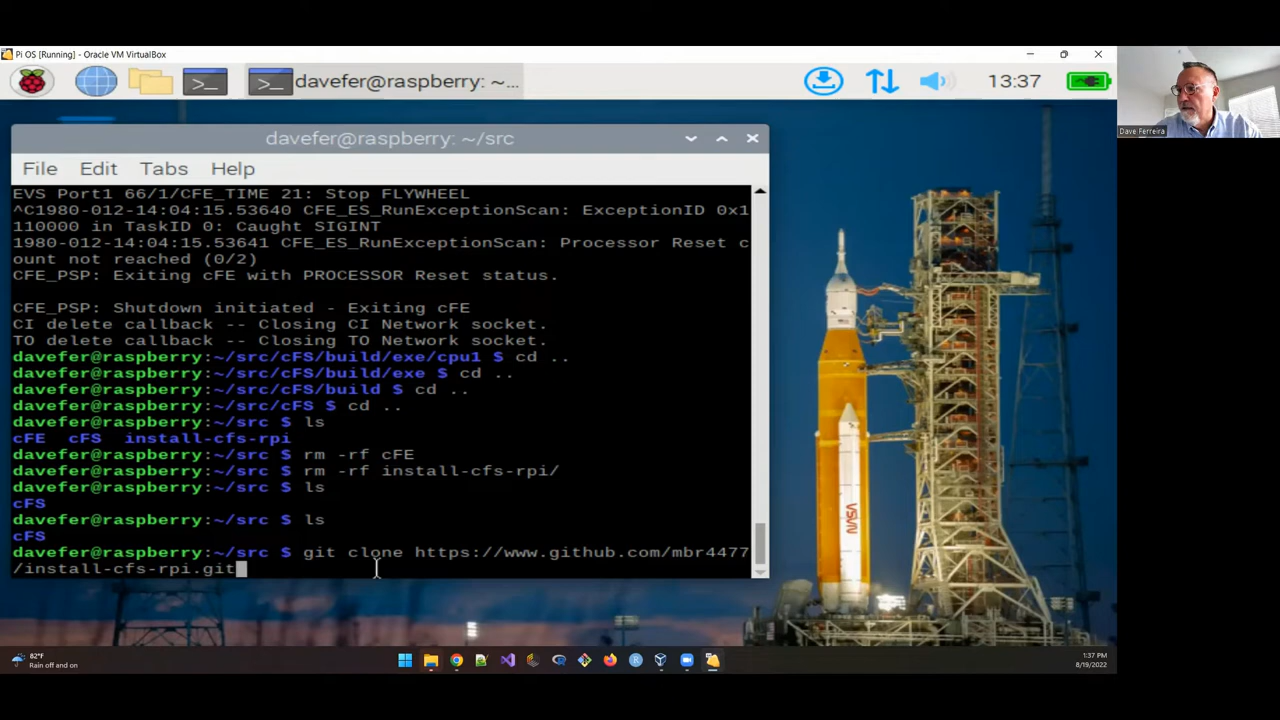 Pi OS [Running] - Oracle VM VirtualBox
davefer@raspberry: ~...
13:37
Dave Ferreira
davefer@raspberry: ~/src
File Edit Tabs Help
EVS Port1 66/1/CFE_TIME 21: Stop FLYWHEEL
^C1980-012-14:04:15.53640 CFE_ES_RunExceptionScan: ExceptionID 0x1
110000 in TaskID 0: Caught SIGINT
1980-012-14:04:15.53641 CFE_ES_RunExceptionScan: Processor Reset c
ount not reached (0/2)
CFE_PSP: Exiting cFE with PROCESSOR Reset status.
CFE_PSP: Shutdown initiated - Exiting cFE
CI delete callback -- Closing CI Network socket.
TO delete callback -- Closing TO Network socket.
davefer@raspberry:~/src/cFS/build/exe/cpu1 $ cd ..
davefer@raspberry:~/src/cFS/build/exe $ cd ..
davefer@raspberry:~/src/cFS/build $ cd ..
davefer@raspberry:~/src/cFS $ cd ..
davefer@raspberry:~/src $ ls
cFE cFS install-cfs-rpi
davefer@raspberry:~/src $ rm -rf cFE
davefer@raspberry:~/src $ rm -rf install-cfs-rpi/
davefer@raspberry:~/src $ ls
cFS
davefer@raspberry:~/src $ ls
cFS
davefer@raspberry:~/src $ git clone https://www.github.com/mbr4477
/install-cfs-rpi.git
82°F
Rain off and on
1:37 PM
8/19/2022